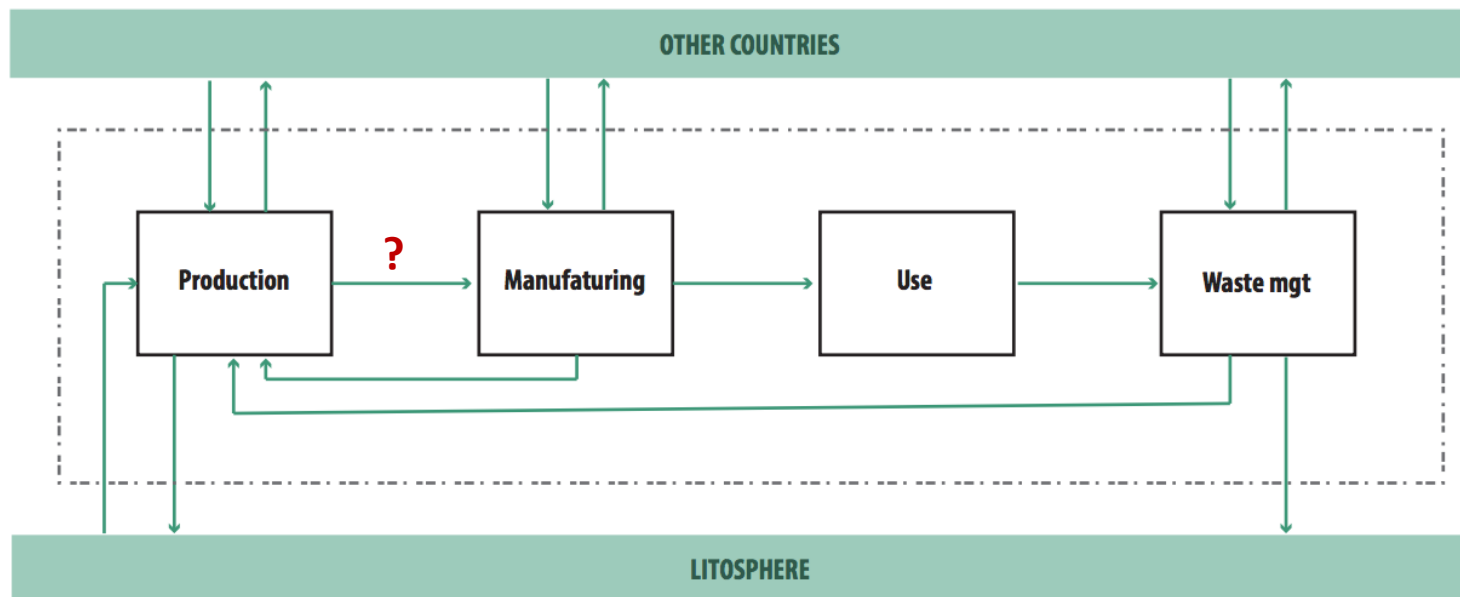 OTHER COUNTRIES
?
Production
Manufaturing
Use
Waste mgt
LITOSPHERE